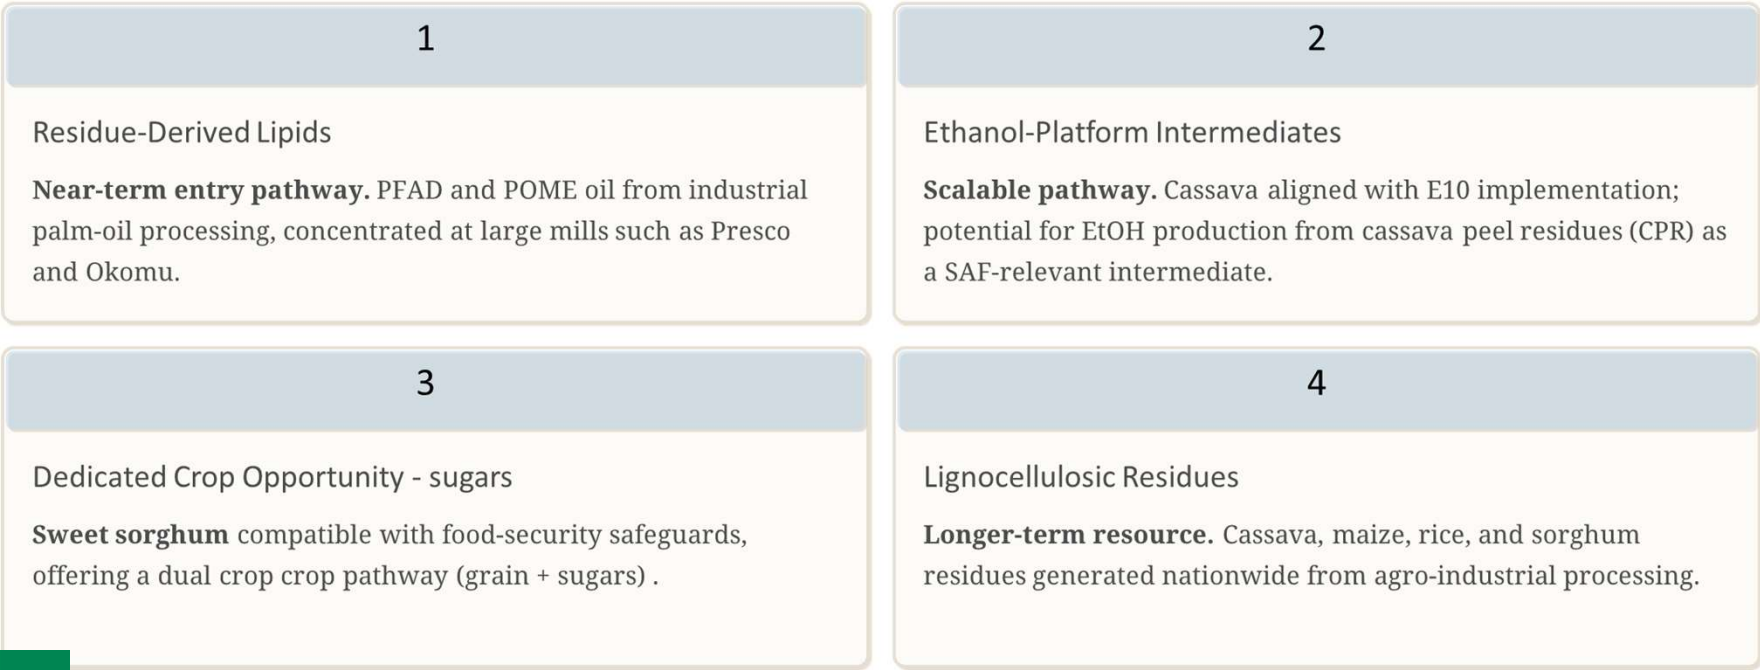 1
Residue-Derived Lipids
Near-term entry pathway. PFAD and POME oil from industrial
palm-oil processing, concentrated at large mills such as Presco
and Okomu.
2
Ethanol-Platform Intermediates
Scalable pathway. Cassava aligned with E10 implementation;
potential for EtOH production from cassava peel residues (CPR) as
a SAF-relevant intermediate.
3
Dedicated Crop Opportunity - sugars
Sweet sorghum compatible with food-security safeguards,
offering a dual crop crop pathway (grain + sugars) .
4
Lignocellulosic Residues
Longer-term resource. Cassava, maize, rice, and sorghum
residues generated nationwide from agro-industrial processing.